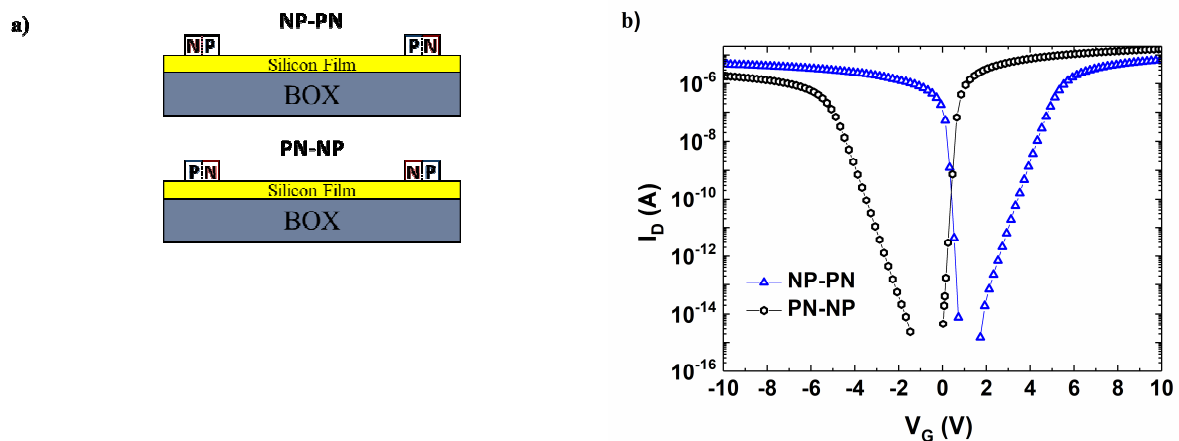 a)
NP-PN
N P
P N
Silicon Film
BOX
PN-NP
P N
N P
Silicon Film
BOX
b)
10^-6
10^-8
10^-10
10^-12
10^-14
10^-16
I_D (A)
NP-PN
PN-NP
-10 -8 -6 -4 -2 0 2 4 6 8 10
V_G (V)